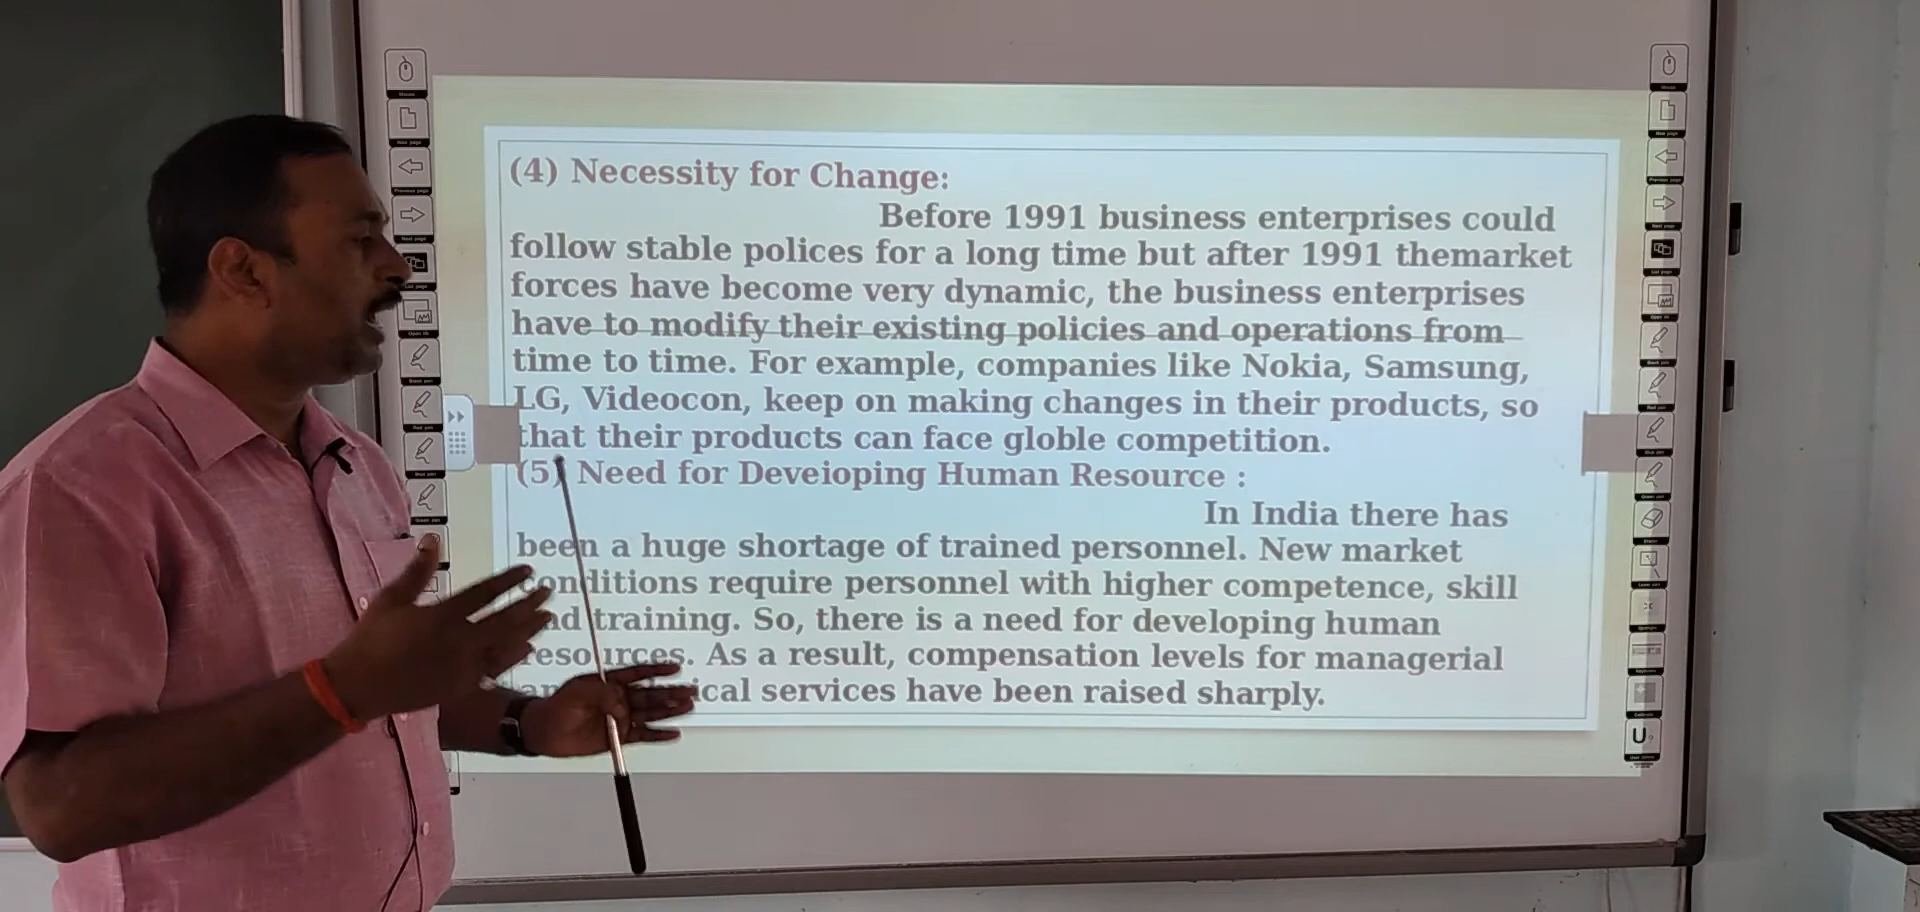 (4) Necessity for Change:
Before 1991 business enterprises could
follow stable polices for a long time but after 1991 themarket
forces have become very dynamic, the business enterprises
have to modify their existing policies and operations from
time to time. For example, companies like Nokia, Samsung,
LG, Videocon, keep on making changes in their products, so
that their products can face globle competition.
(5) Need for Deveioping Human Resource :
In India there has
been a huge shortage of trained personnel. New market
conditions require personnel with higher competence, skill
training. So, there is a need for developing human
resources. As a result, compensation levels for managerial
services have been raised sharply.